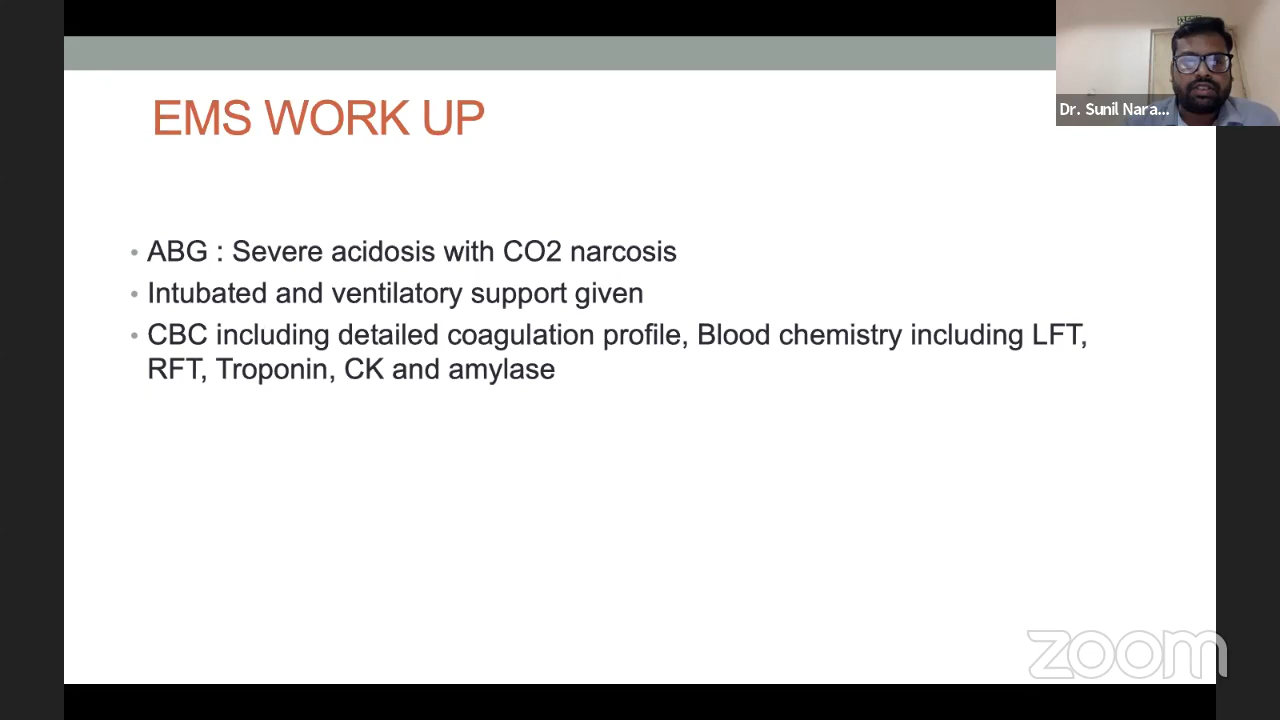 EMS WORK UP
Dr. Sunil Nara...
• ABG : Severe acidosis with CO2 narcosis
• Intubated and ventilatory support given
• CBC including detailed coagulation profile, Blood chemistry including LFT,
RFT, Troponin, CK and amylase
zoom